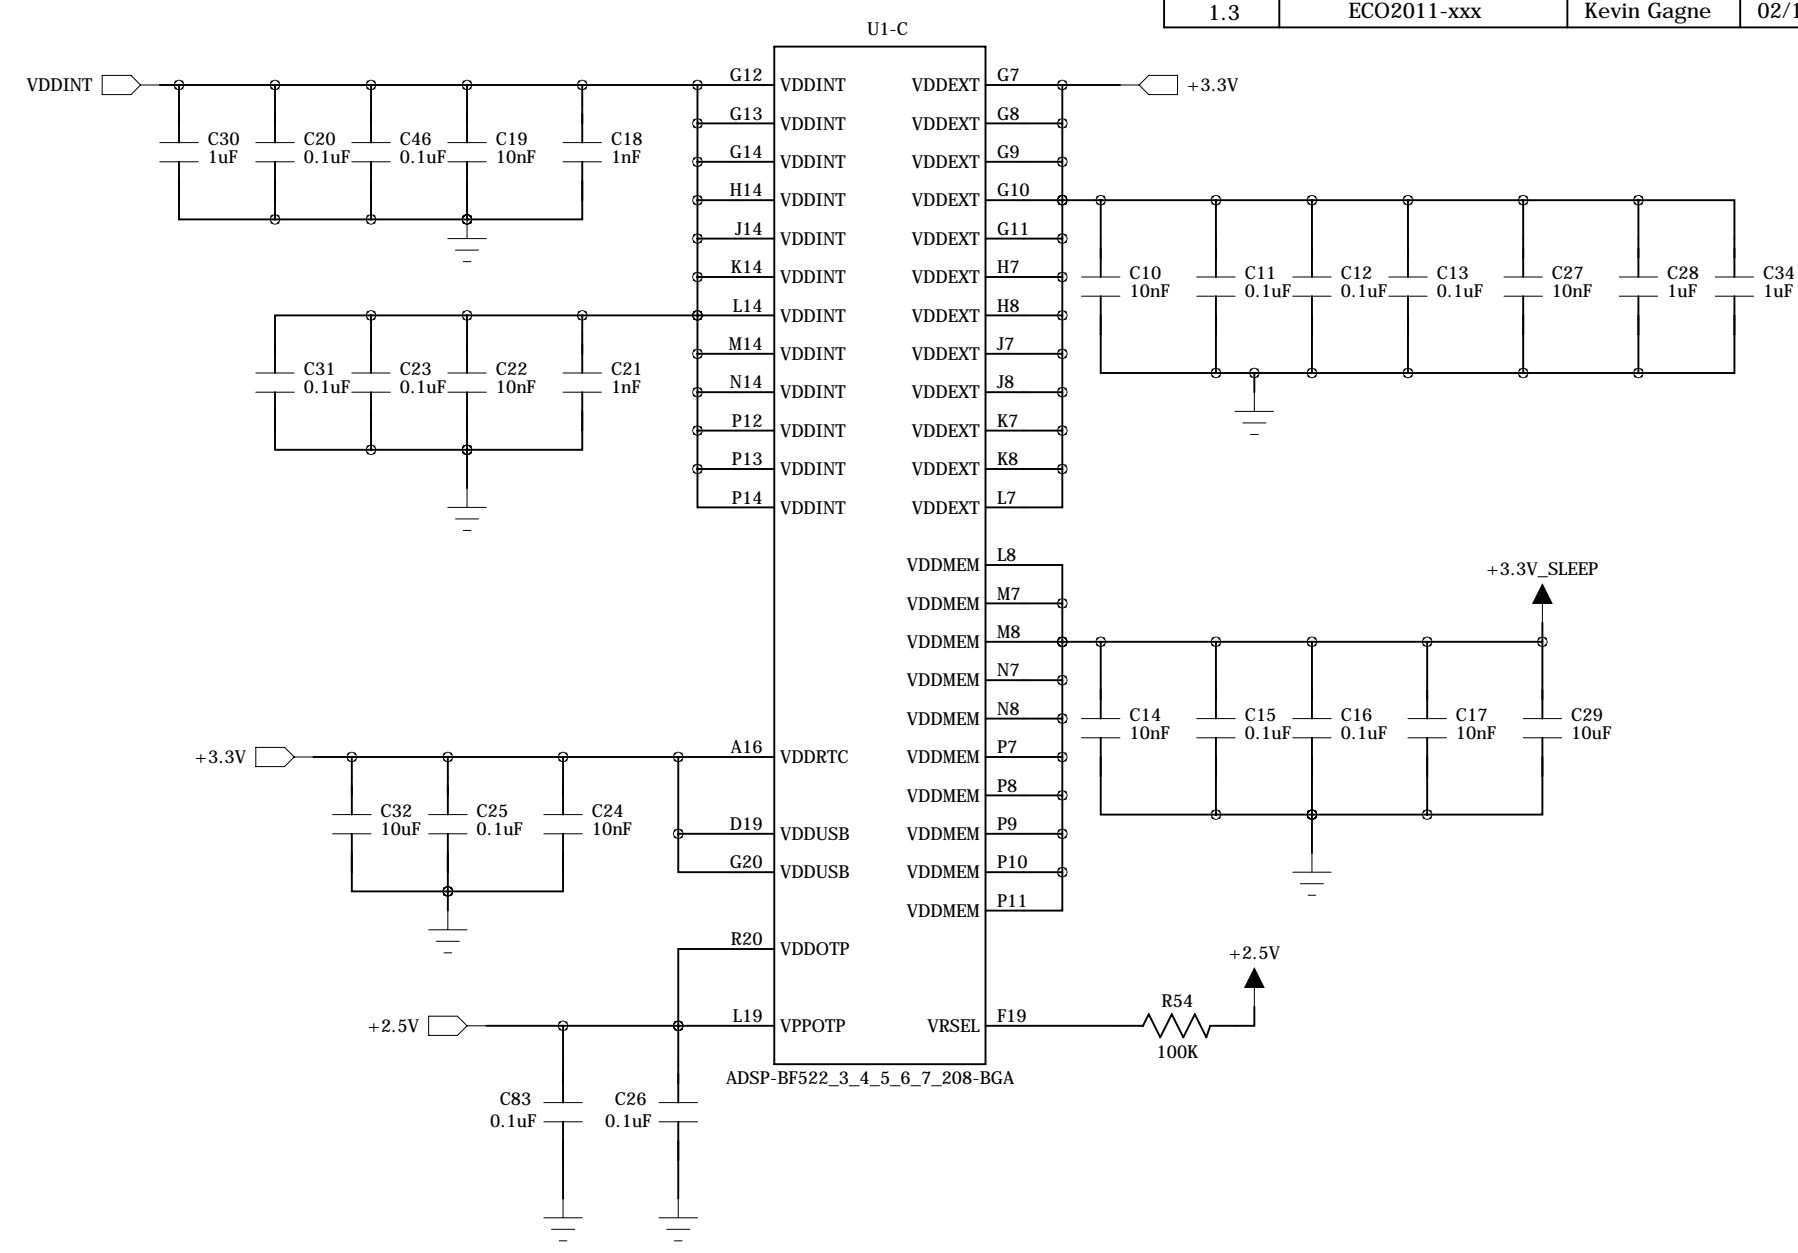 1.3 ECO2011-xxx Kevin Gagne 02/1
U1-C
VDDINT
G12 VDDINT VDDEXT G7
+3.3V
G13 VDDINT VDDEXT G8
G14 VDDINT VDDEXT G9
H14 VDDINT VDDEXT G10
J14 VDDINT VDDEXT G11
K14 VDDINT VDDEXT H7
L14 VDDINT VDDEXT H8
M14 VDDINT VDDEXT J7
N14 VDDINT VDDEXT J8
P12 VDDINT VDDEXT K7
P13 VDDINT VDDEXT K8
P14 VDDINT VDDEXT L7
C30
1uF
C20
0.1uF
C46
0.1uF
C19
10nF
C18
1nF
C31
0.1uF
C23
0.1uF
C22
10nF
C21
1nF
C10
10nF
C11
0.1uF
C12
0.1uF
C13
0.1uF
C27
10nF
C28
1uF
C34
1uF
VDDMEM L8
VDDMEM M7
VDDMEM M8
VDDMEM N7
VDDMEM N8
VDDMEM P7
VDDMEM P8
VDDMEM P9
VDDMEM P10
VDDMEM P11
+3.3V_SLEEP
C14
10nF
C15
0.1uF
C16
0.1uF
C17
10nF
C29
10uF
+3.3V
A16 VDDRTC
D19 VDDUSB
G20 VDDUSB
C32
10uF
C25
0.1uF
C24
10nF
R20 VDDOTP
+2.5V
L19 VPPOTP
VRSEL F19
+2.5V
R54
100K
ADSP-BF522_3_4_5_6_7_208-BGA
C83
0.1uF
C26
0.1uF